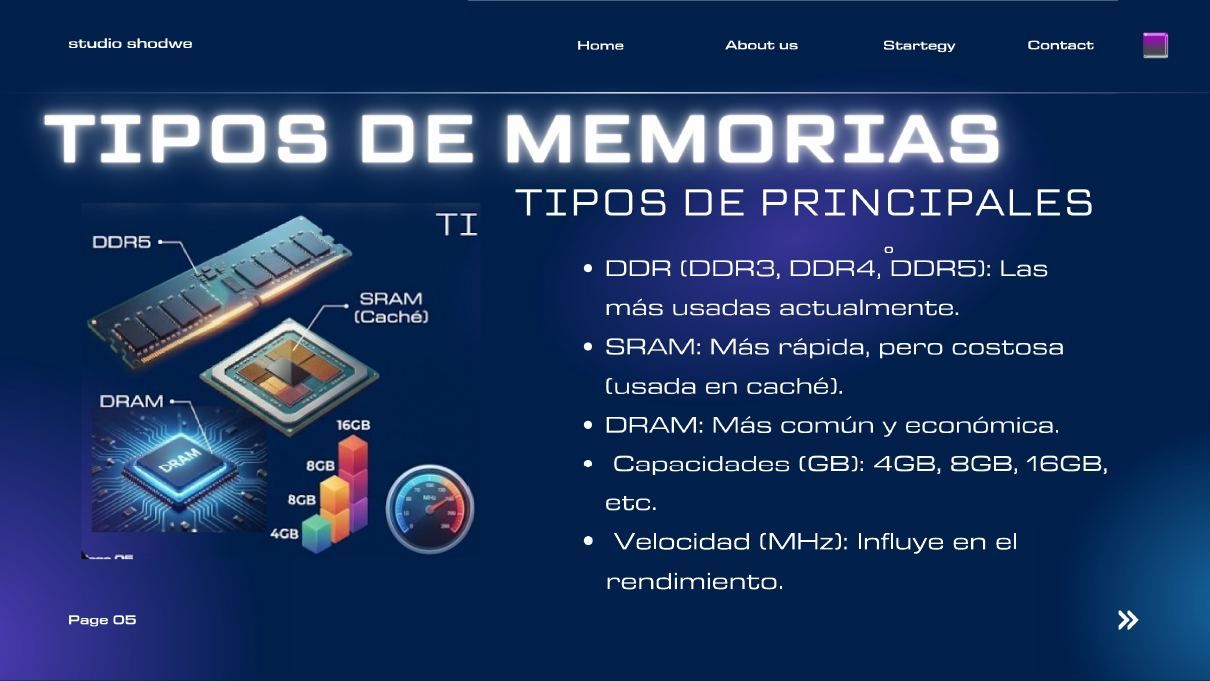 studio shodwe
Home
About us
Startegy
Contact
TIPOS DE MEMORIAS
TIPOS DE PRINCIPALES
TI
DDR5
SRAM
(Caché)
DRAM
DRAM
16GB
8GB
8GB
4GB
MHz
DDR (DDR3, DDR4, DDR5): Las
más usadas actualmente.
SRAM: Más rápida, pero costosa
(usada en caché).
DRAM: Más común y económica.
Capacidades (GB): 4GB, 8GB, 16GB,
etc.
Velocidad (MHz): Influye en el
rendimiento.
Page 05